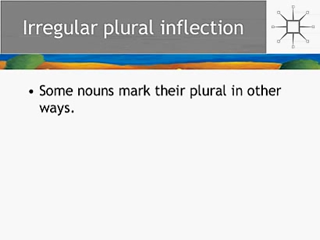 Irregular plural inflection
• Some nouns mark their plural in other
ways.